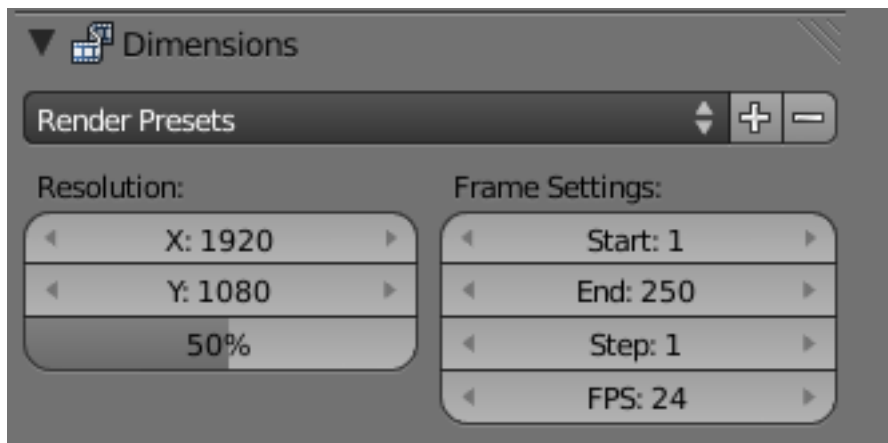 Dimensions
Render Presets
Resolution:
X: 1920
Y: 1080
50%
Frame Settings:
Start: 1
End: 250
Step: 1
FPS: 24